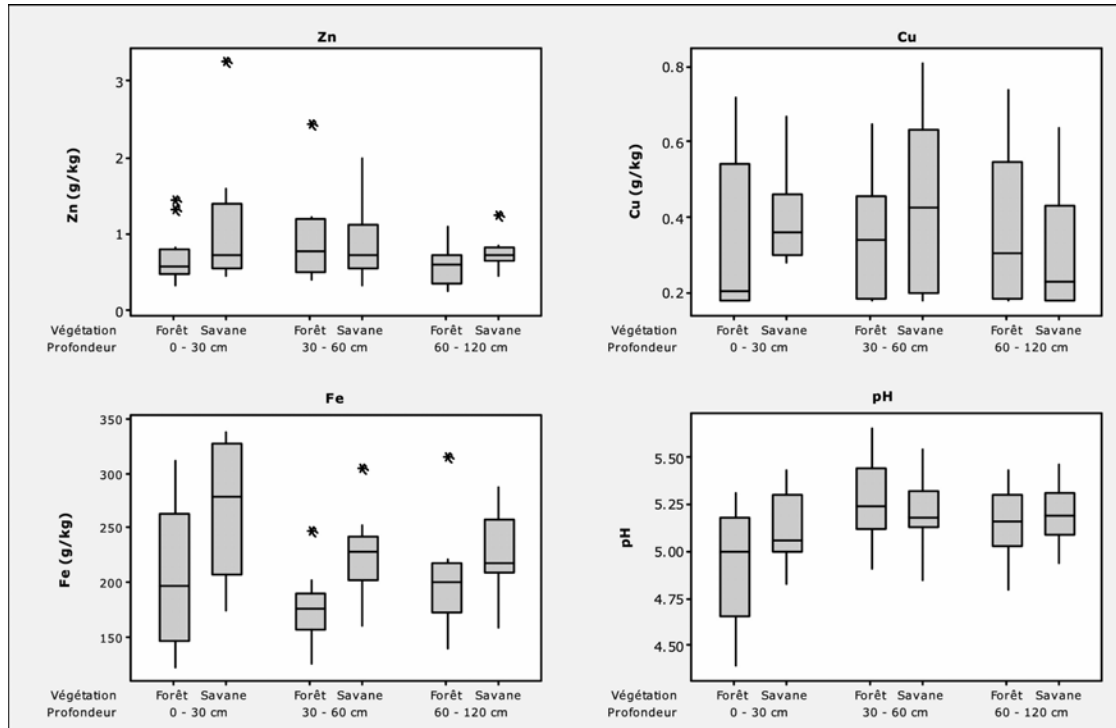 Zn
Zn (g/kg)
3
2
1
0
Végétation Forêt Savane Forêt Savane Forêt Savane
Profondeur 0 - 30 cm 30 - 60 cm 60 - 120 cm
Cu
Cu (g/kg)
0.8
0.6
0.4
0.2
Végétation Forêt Savane Forêt Savane Forêt Savane
Profondeur 0 - 30 cm 30 - 60 cm 60 - 120 cm
Fe
Fe (g/kg)
350
300
250
200
150
Végétation Forêt Savane Forêt Savane Forêt Savane
Profondeur 0 - 30 cm 30 - 60 cm 60 - 120 cm
pH
pH
5.50
5.25
5.00
4.75
4.50
Végétation Forêt Savane Forêt Savane Forêt Savane
Profondeur 0 - 30 cm 30 - 60 cm 60 - 120 cm